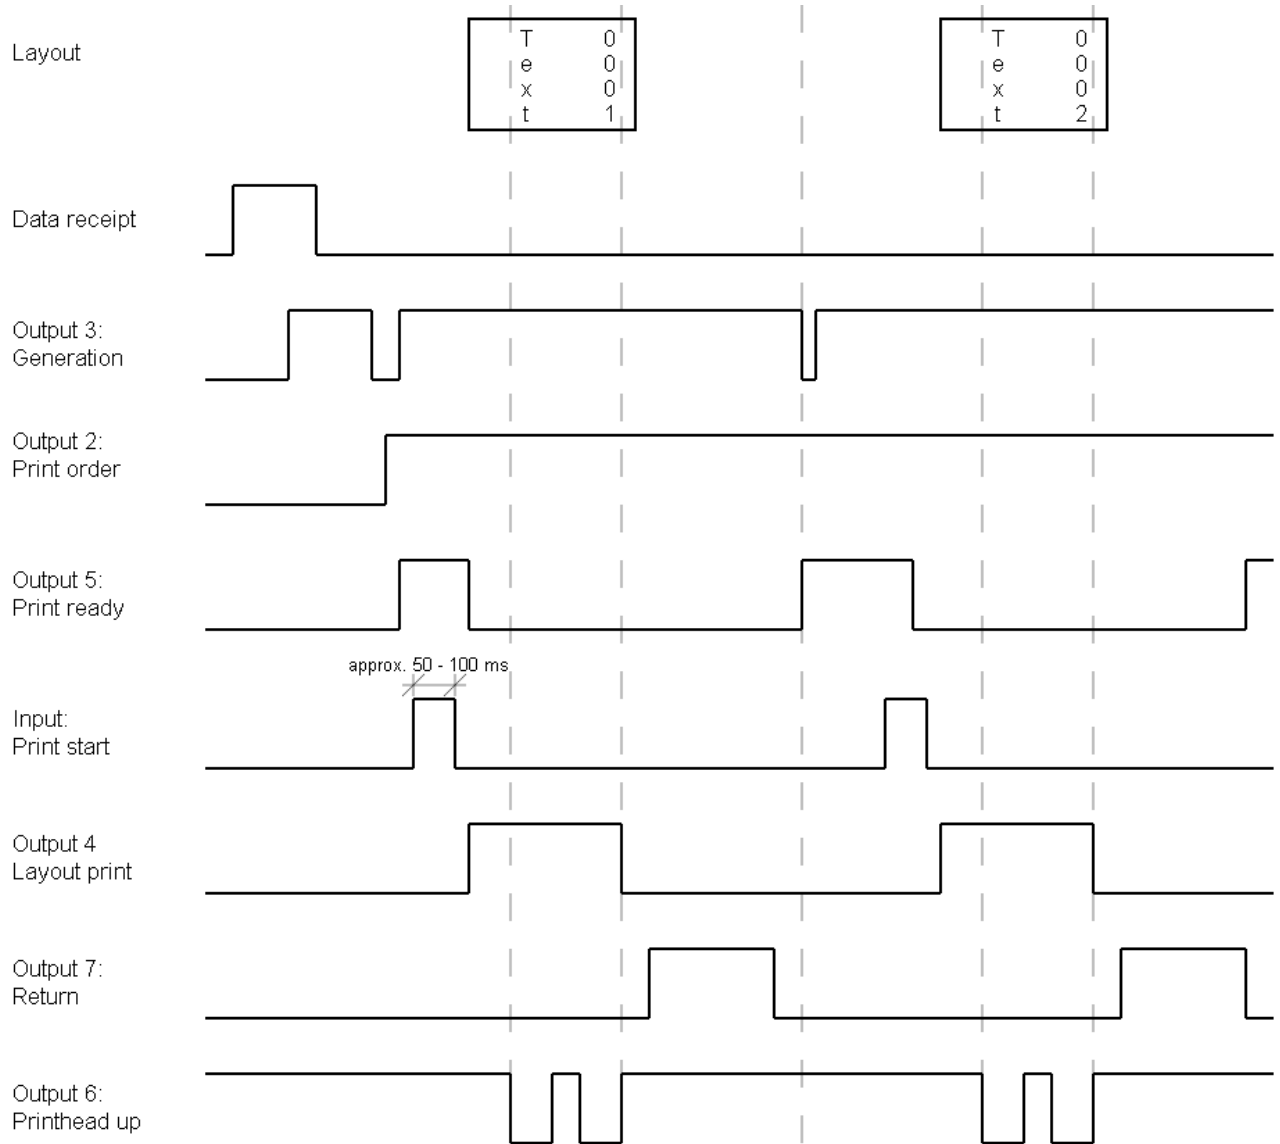 Layout
T 0
e 0
x 0
t 1
T 0
e 0
x 0
t 2
Data receipt
Output 3:
Generation
Output 2:
Print order
Output 5:
Print ready
approx. 50 - 100 ms
Input:
Print start
Output 4
Layout print
Output 7:
Return
Output 6:
Printhead up